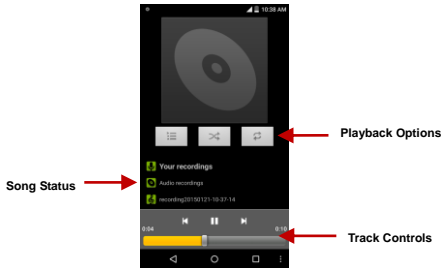 10:38 AM
Playback Options
Your recordings
Song Status
Audio recordings
recording20150121-10-37-14
0:04
0:10
Track Controls